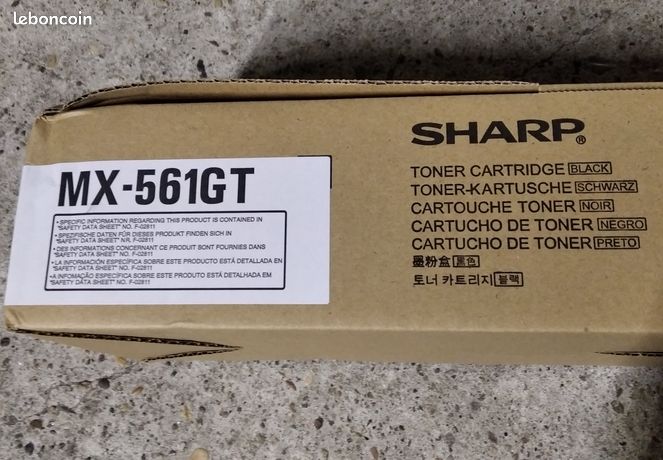 leboncoin
SHARP®
TONER CARTRIDGE BLACK
TONER-KARTUSCHE SCHWARZ
CARTOUCHE TONER NOIR
CARTUCHO DE TONER NEGRO
CARTUCHO DE TONER PRETO
墨粉盒 黑色
토너 카트리지 블랙
MX-561GT
• SPECIFIC INFORMATION REGARDING THIS PRODUCT IS CONTAINED IN
"SAFETY DATA SHEET" NO. F-02811
• SPEZIFISCHE DATEN FÜR DIESES PRODUKT FINDEN SICH IN
"SAFETY DATA SHEET" NR. F-02811
• DES INFORMATIONS CONCERNANT CE PRODUIT SONT FOURNIES DANS
"SAFETY DATA SHEET" NO. F-02811
• LA INFORMACIÓN ESPECÍFICA SOBRE ESTE PRODUCTO ESTÁ DETALLADA EN
"SAFETY DATA SHEET" NO. F-02811
• A INFOMAÇÃO ESPECÍFICA SOBRE ESTE PRODUTO ESTÁ DETALHADA EM
"SAFETY DATA SHEET" NO. F-02811